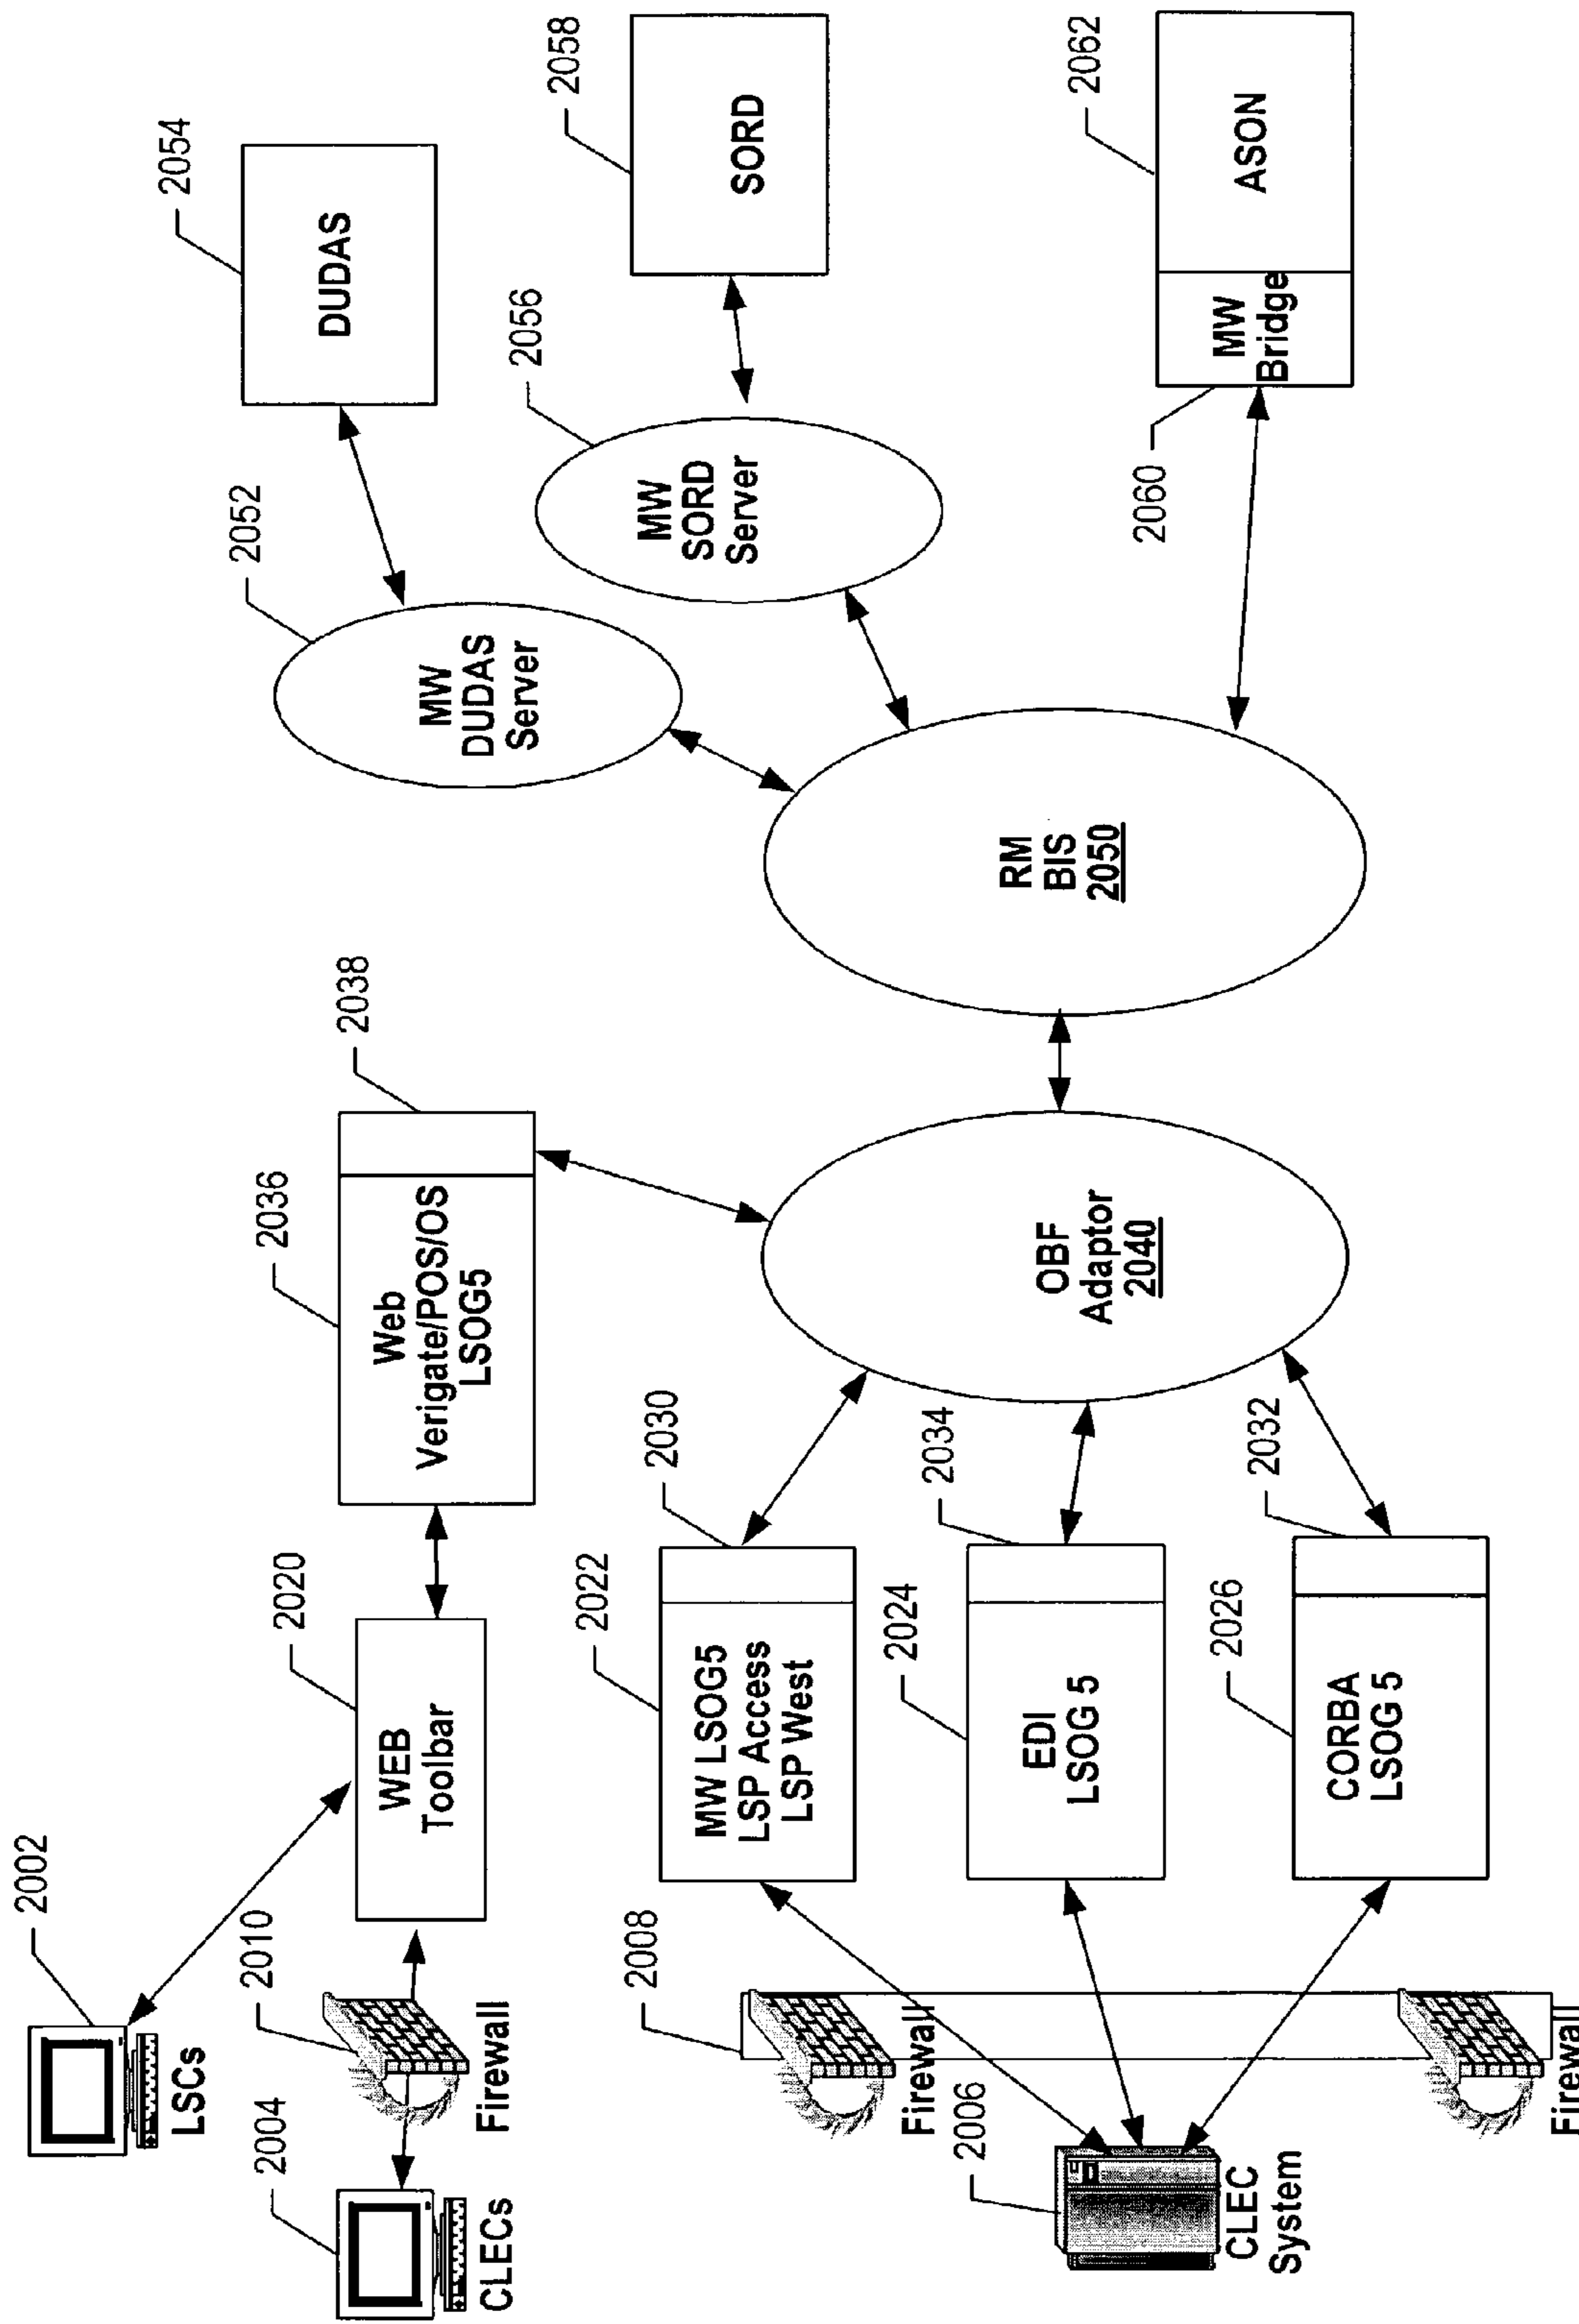 2002
LSCs
2004
CLECs
2010
Firewall
2020
WEB
Toolbar
2036
Web
Verigate/POS/OS
LSOG5
2038
2054
DUDAS
2052
MW
DUDAS
Server
2058
SORD
2056
MW
SORD
Server
2062
ASON
MW
Bridge
2060
RM
BIS
2050
OBF
Adaptor
2040
2022
MW LSOG5
LSP Access
LSP West
2030
2024
EDI
LSOG 5
2034
2026
CORBA
LSOG 5
2032
2008
Firewall
2006
CLEC
System
Firewall